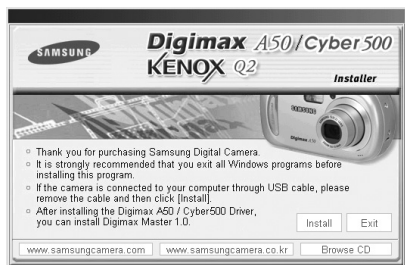 SAMSUNG
Digimax A50 / Cyber 500
KENOX Q2
Installer
SAMSUNG
Digimax A50
Thank you for purchasing Samsung Digital Camera.
It is strongly recommended that you exit all Windows programs before
installing this program.
If the camera is connected to your computer through USB cable, please
remove the cable and then click [Install].
After installing the Digimax A50 / Cyber500 Driver,
you can install Digimax Master 1.0.
Install Exit
www.samsungcamera.com www.samsungcamera.co.kr Browse CD